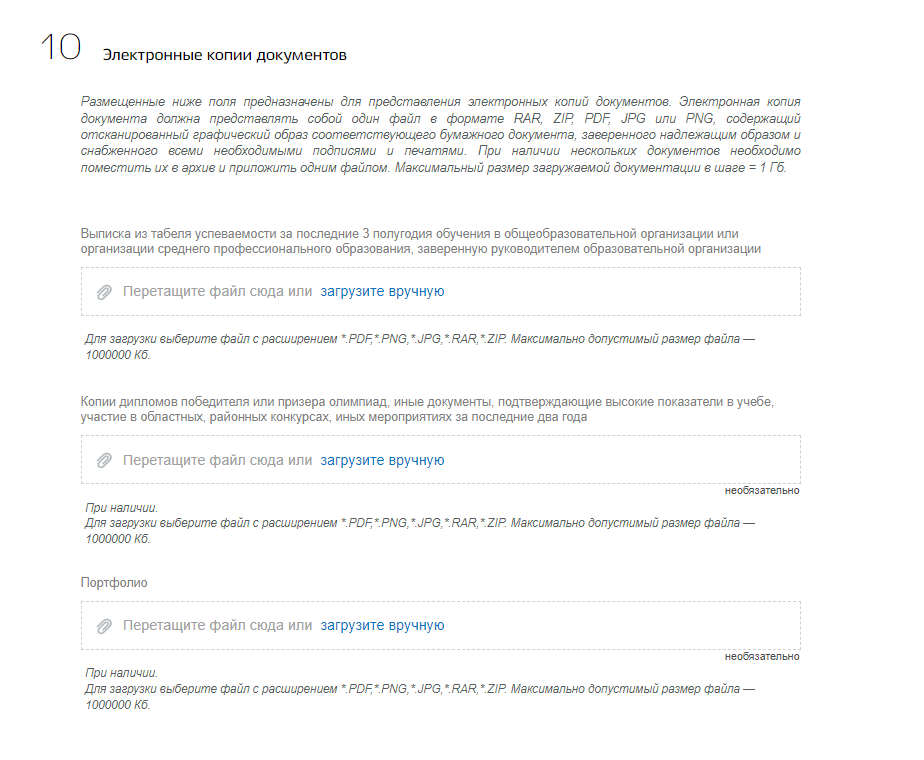 10 Электронные копии документов
Размещенные ниже поля предназначены для представления электронных копий документов. Электронная копия
документа должна представлять собой один файл в формате RAR, ZIP, PDF, JPG или PNG, содержащий
отсканированный графический образ соответствующего бумажного документа, заверенного надлежащим образом и
снабженного всеми необходимыми подписями и печатями. При наличии нескольких документов необходимо
поместить их в архив и приложить одним файлом. Максимальный размер загружаемой документации в шаге = 1 Гб.
Выписка из табеля успеваемости за последние 3 полугодия обучения в общеобразовательной организации или
организации среднего профессионального образования, заверенную руководителем образовательной организации
Перетащите файл сюда или загрузите вручную
Для загрузки выберите файл с расширением *.PDF,*.PNG,*.JPG,*.RAR,*.ZIP. Максимально допустимый размер файла —
1000000 Кб.
Копии дипломов победителя или призера олимпиад, иные документы, подтверждающие высокие показатели в учебе,
участие в областных, районных конкурсах, иных мероприятиях за последние два года
Перетащите файл сюда или загрузите вручную
необязательно
При наличии.
Для загрузки выберите файл с расширением *.PDF,*.PNG,*.JPG,*.RAR,*.ZIP. Максимально допустимый размер файла —
1000000 Кб.
Портфолио
Перетащите файл сюда или загрузите вручную
необязательно
При наличии.
Для загрузки выберите файл с расширением *.PDF,*.PNG,*.JPG,*.RAR,*.ZIP. Максимально допустимый размер файла —
1000000 Кб.